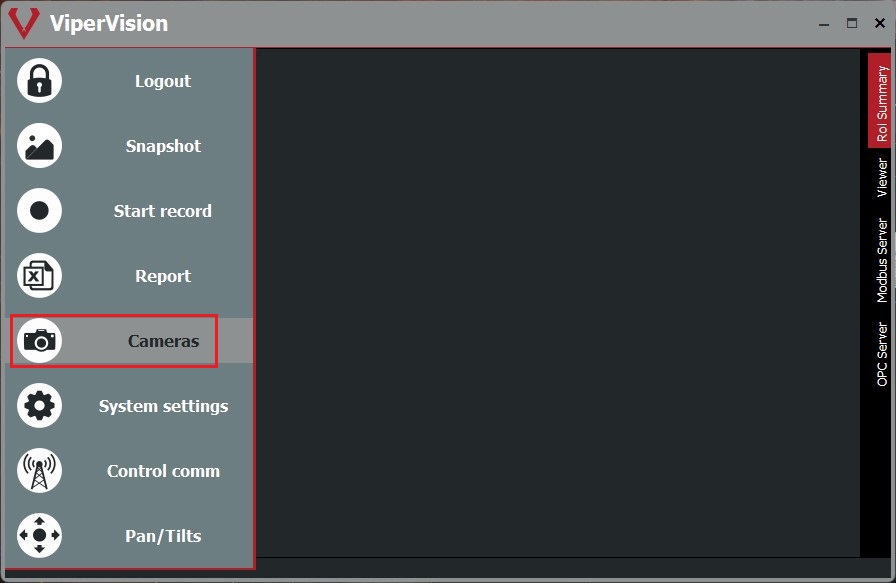 ViperVision
Logout
Snapshot
Start record
Report
Cameras
System settings
Control comm
Pan/Tilts
Roi Summary
Viewer
Modbus Server
OPC Server